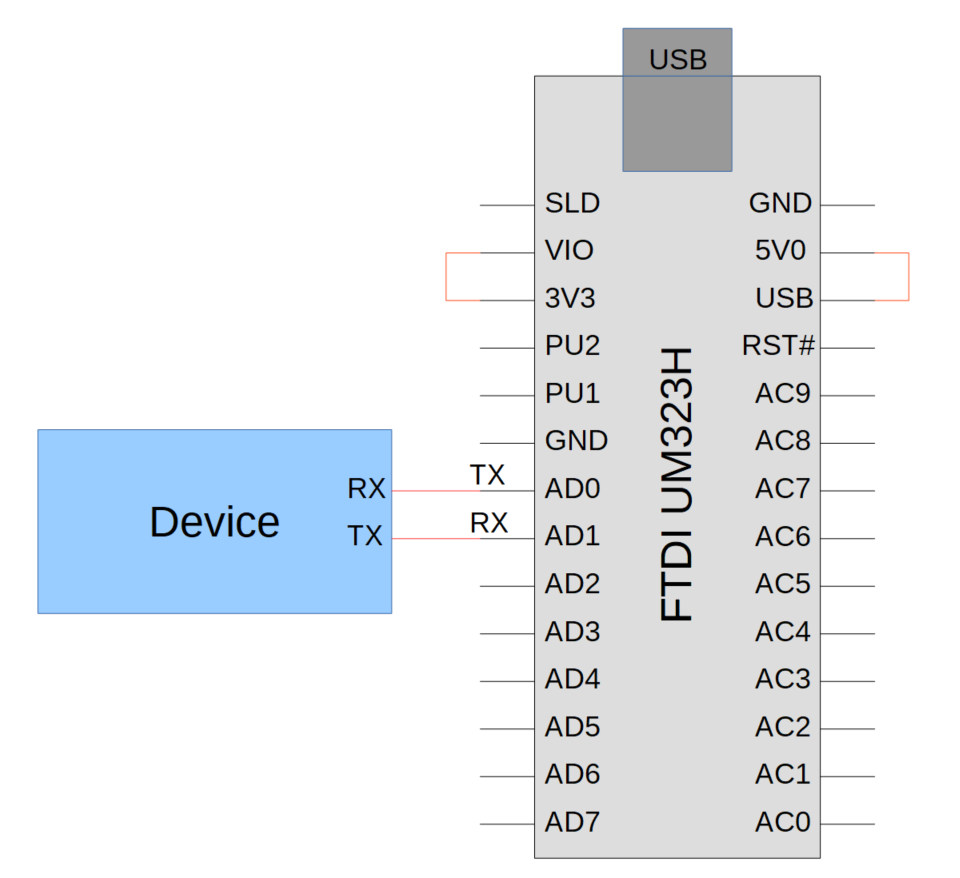 USB
SLD GND
VIO 5V0
3V3 USB
PU2 RST#
PU1 AC9
GND AC8
RX TX AD0 AC7
Device
TX RX AD1 AC6
AD2 AC5
AD3 AC4
AD4 AC3
AD5 AC2
AD6 AC1
AD7 AC0
FTDI UM323H